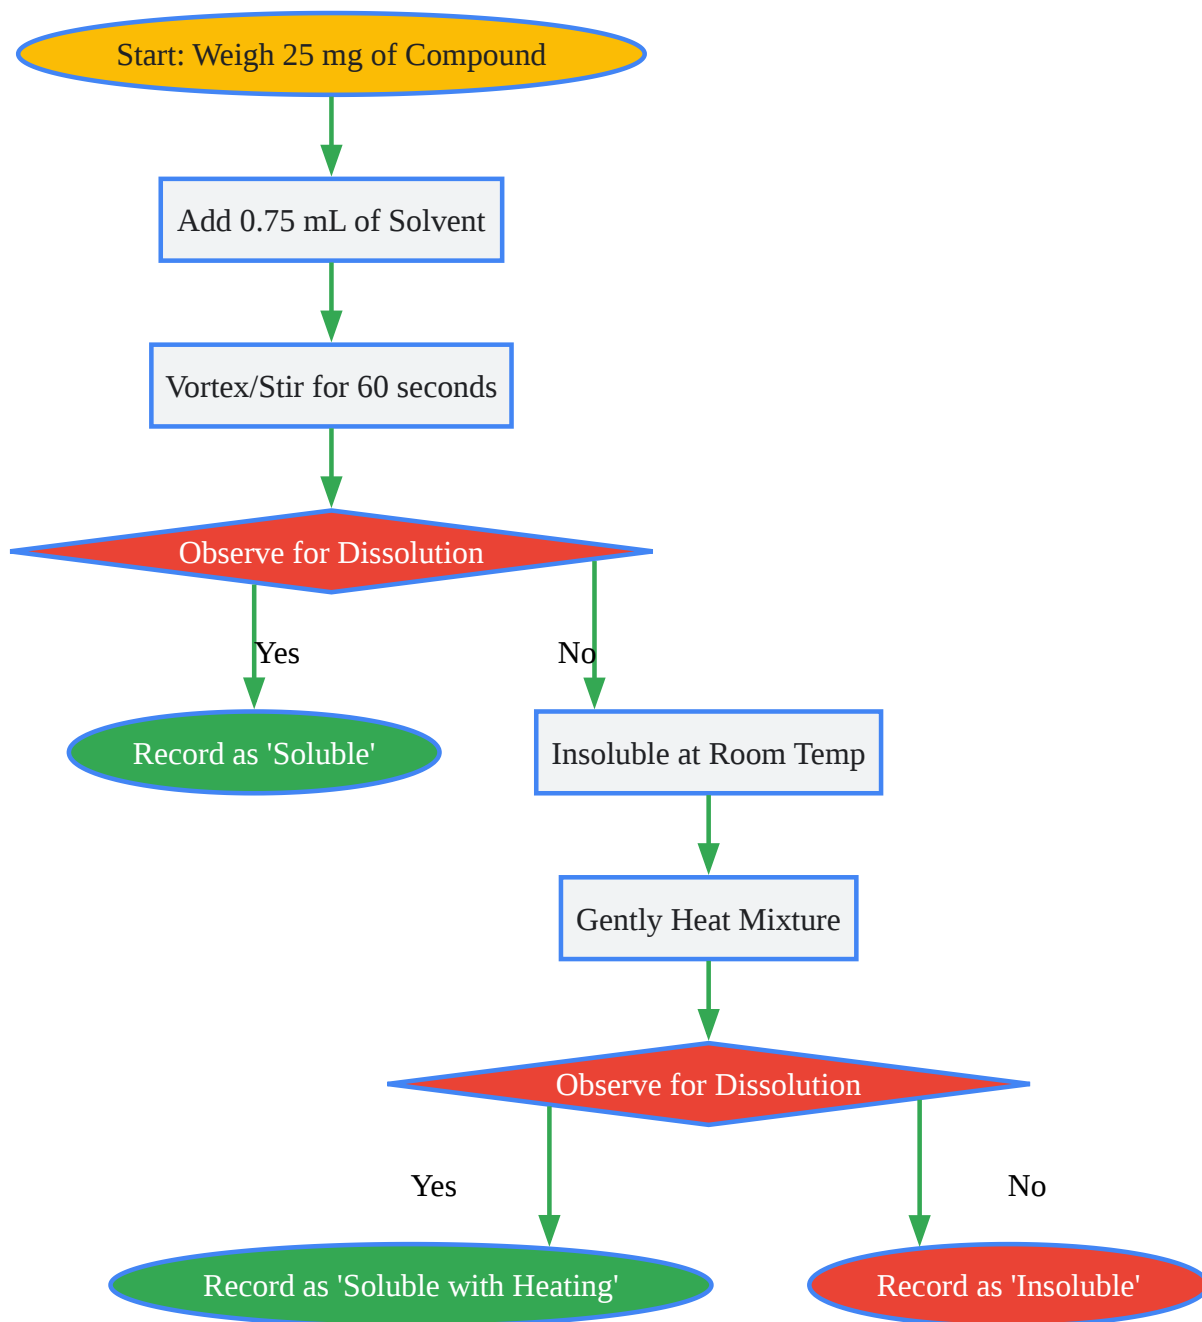 Start: Weigh 25 mg of Compound
Add 0.75 mL of Solvent
Vortex/Stir for 60 seconds
Observe for Dissolution
Yes
No
Record as 'Soluble'
Insoluble at Room Temp
Gently Heat Mixture
Observe for Dissolution
Yes
No
Record as 'Soluble with Heating'
Record as 'Insoluble'